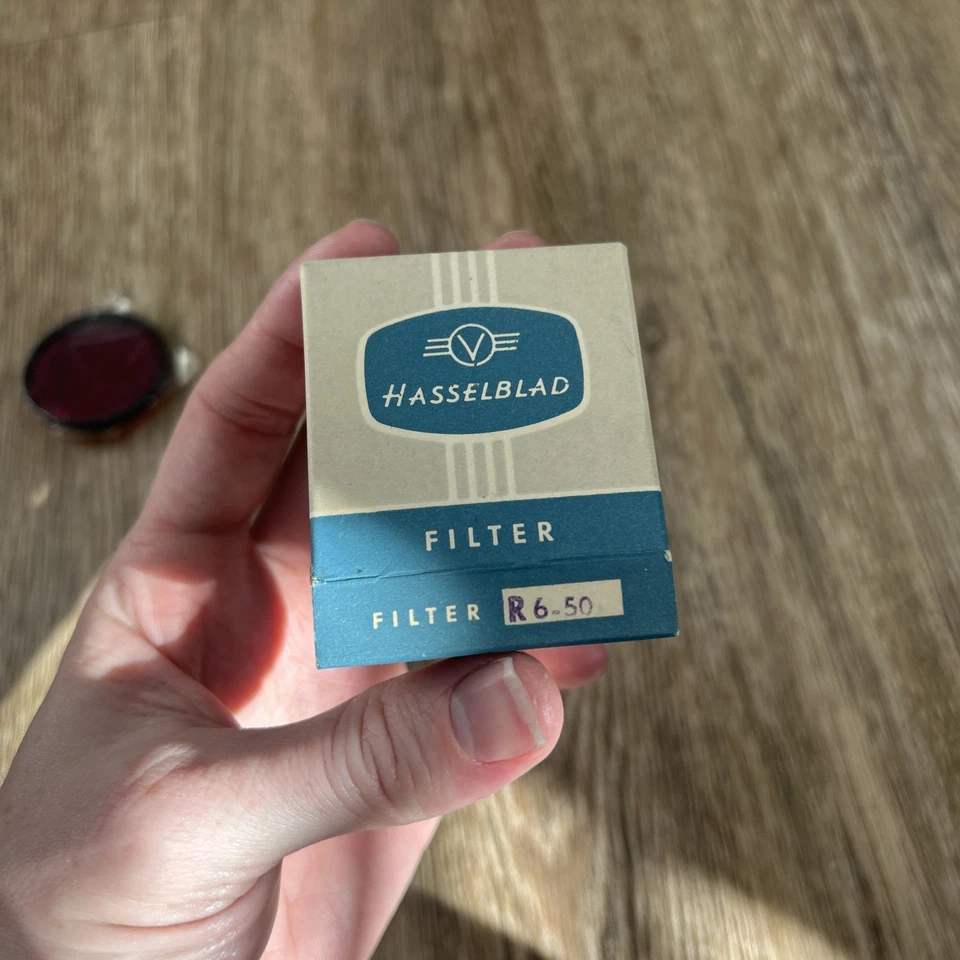 V
HASSELBLAD
FILTER
FILTER R 6-50